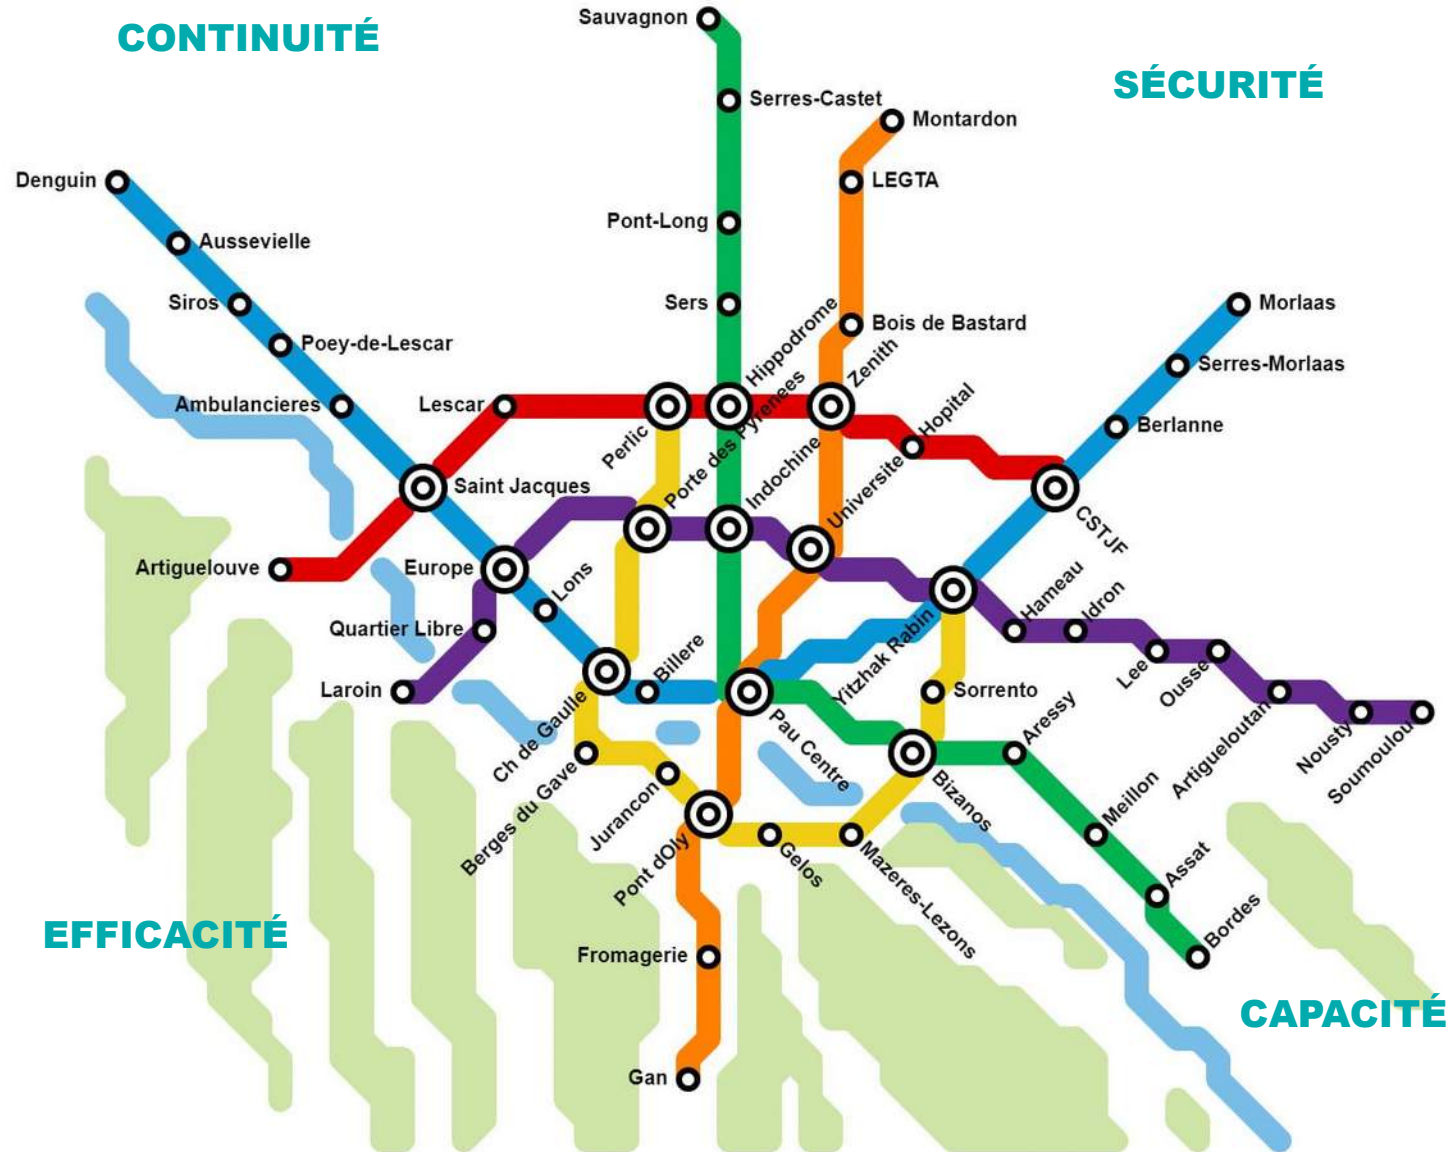 Sauvagnon
CONTINUITÉ
SÉCURITÉ
Serres-Castet
Montardon
Denguin
LEGTA
Pont-Long
Aussevielle
Siros
Sers
Morlaas
Hippodrome
Bois de Bastard
Poey-de-Lescar
Zenith
Serres-Morlaas
Ambulancieres
Lescar
Perlic
Porte des Pyrenees
Hopital
Berlanne
Saint Jacques
Indochine
Universite
CSTJF
Artiguelouve
Europe
Lons
Hameau
Idron
Quartier Libre
Billere
Yitzhak Rabin
Lee
Ousse
Laroin
Ch de Gaulle
Pau Centre
Sorrento
Aressy
Artigueloutan
Nousty
Soumoulou
Berges du Gave
Jurancon
Bizanos
Meillon
Pont dOly
Gelos
Mazeres-Lezons
Assat
EFFICACITÉ
Fromagerie
Bordes
CAPACITÉ
Gan